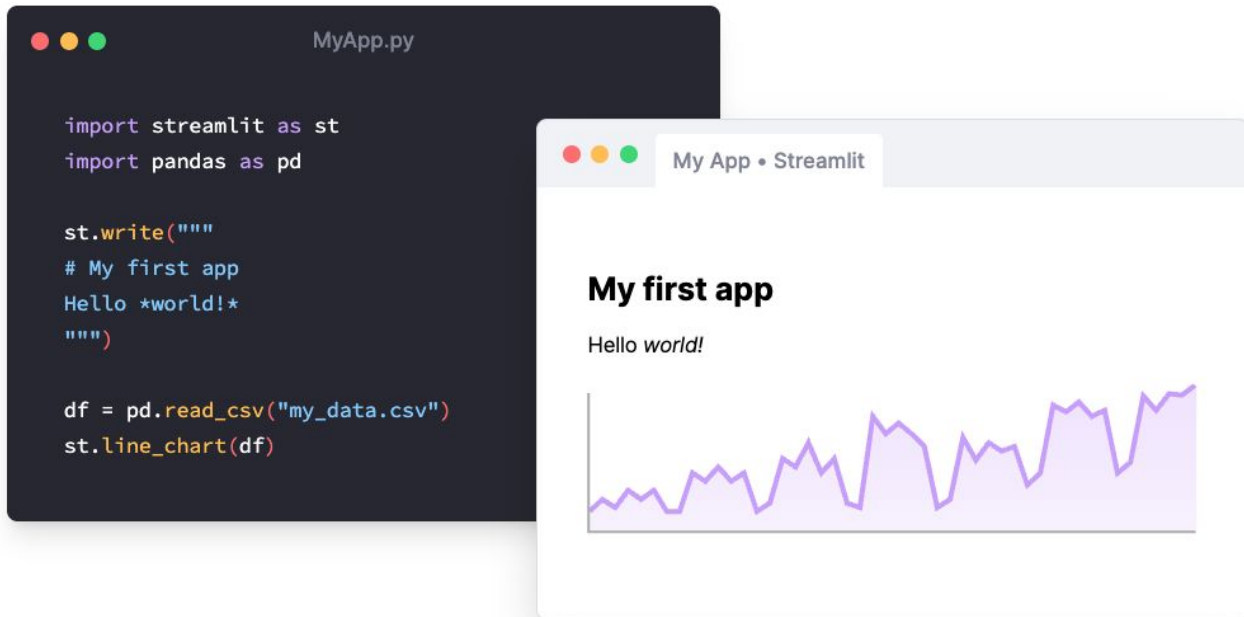 MyApp.py
import streamlit as st
import pandas as pd
st.write("""
# My first app
Hello *world!*
""")
df = pd.read_csv("my_data.csv")
st.line_chart(df)
My App • Streamlit
My first app
Hello world!